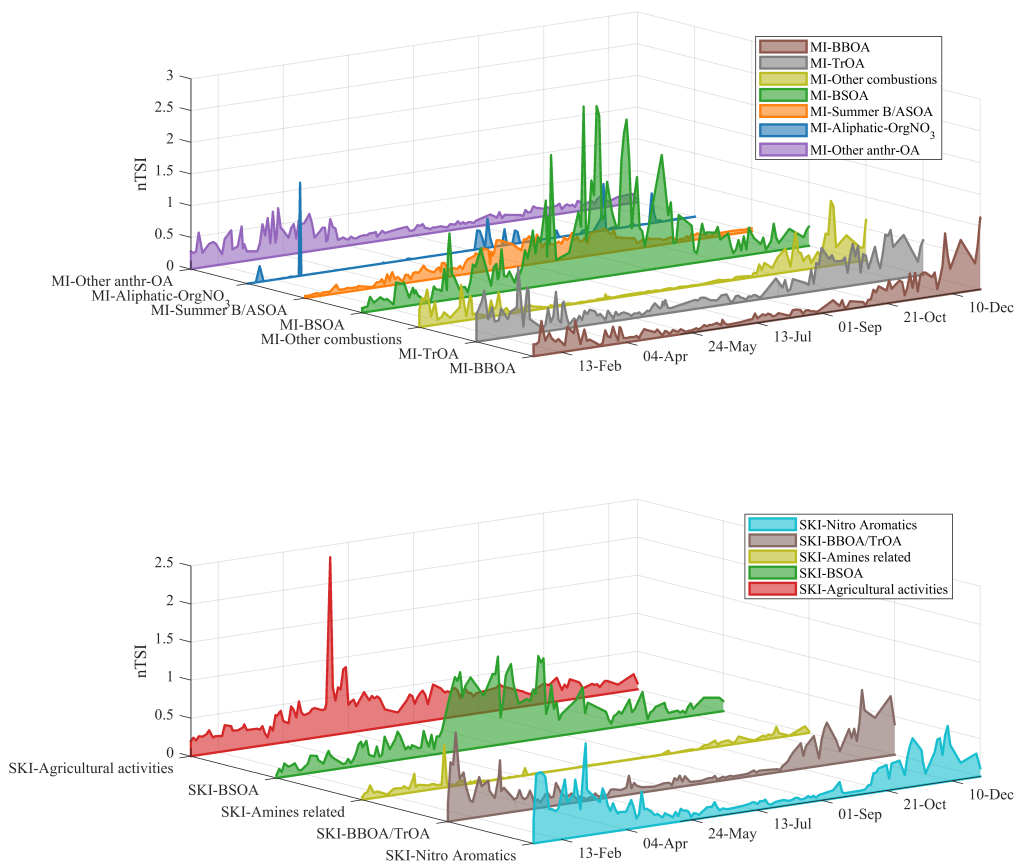 MI-BBOA
MI-TrOA
MI-Other combustions
MI-BSOA
MI-Summer B/ASOA
MI-Aliphatic-OrgNO3
MI-Other anthr-OA
3
2.5
2
1.5
1
0.5
0
nTSI
MI-Other anthr-OA
MI-Aliphatic-OrgNO3
MI-Summer B/ASOA
MI-BSOA
MI-Other combustions
MI-TrOA
MI-BBOA
13-Feb
04-Apr
24-May
13-Jul
01-Sep
21-Oct
10-Dec
SKI-Nitro Aromatics
SKI-BBOA/TrOA
SKI-Amines related
SKI-BSOA
SKI-Agricultural activities
2.5
2
1.5
1
0.5
0
nTSI
SKI-Agricultural activities
SKI-BSOA
SKI-Amines related
SKI-BBOA/TrOA
SKI-Nitro Aromatics
13-Feb
04-Apr
24-May
13-Jul
01-Sep
21-Oct
10-Dec